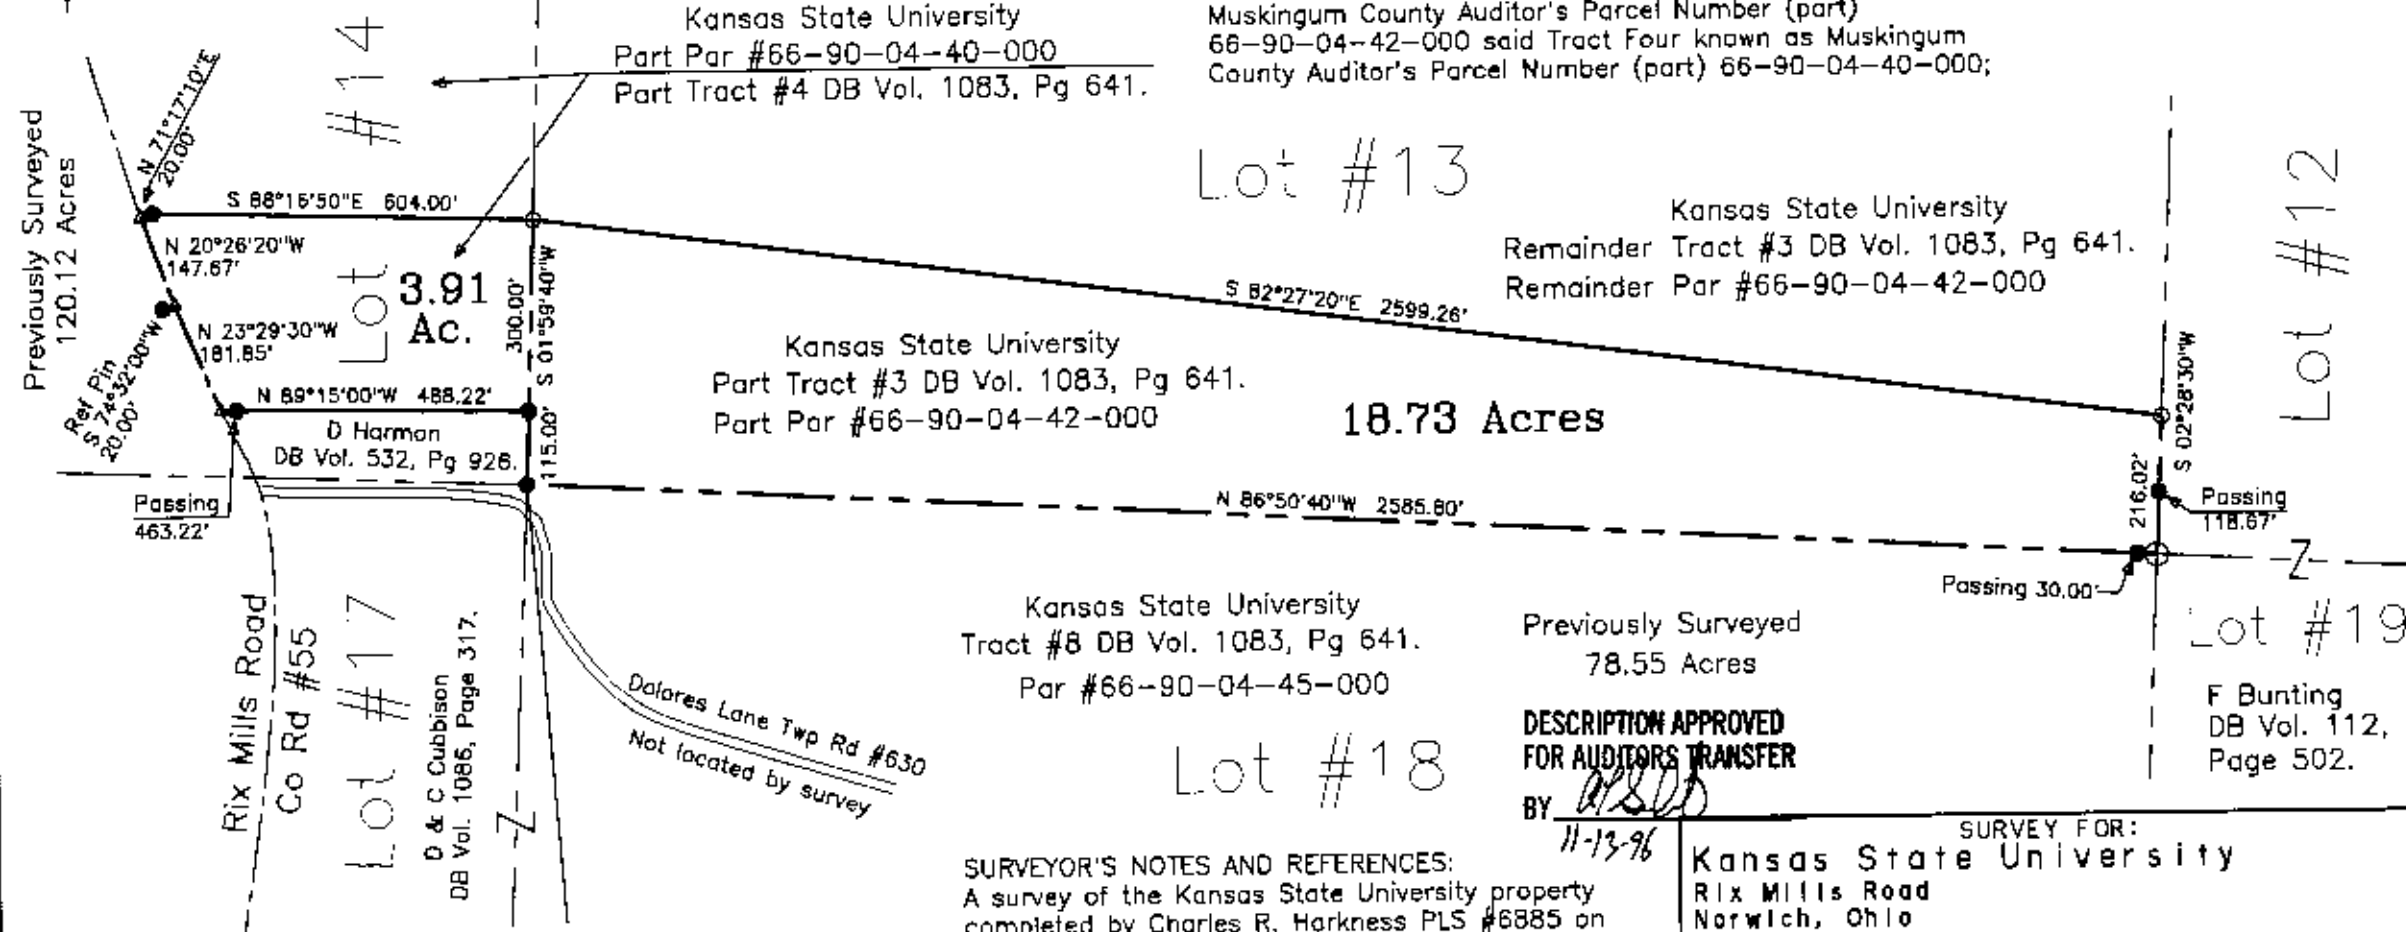 Kansas State University
Part Par #66-90-04-40-000
Part Tract #4 DB Vol. 1083, Pg 641.
Muskingum County Auditor's Parcel Number (part)
66-90-04-42-000 said Tract Four known as Muskingum
County Auditor's Parcel Number (part) 66-90-04-40-000;
Previously Surveyed
120.12 Acres
N 71°17'10"E
20.00'
Lot #14
Lot #13
Lot #12
S 88°16'50"E 604.00'
N 20°26'20"W
147.67'
3.91
Ac.
300.00'
S 01°59'40"W
Kansas State University
Remainder Tract #3 DB Vol. 1083, Pg 641.
Remainder Par #66-90-04-42-000
S 82°27'20"E 2599.26'
N 23°29'30"W
181.85'
Ref Pin
S 74°32'00"W
20.00'
Kansas State University
Part Tract #3 DB Vol. 1083, Pg 641.
Part Par #66-90-04-42-000
18.73 Acres
N 89°15'00"W 488.22'
D Harmon
DB Vol. 532, Pg 926.
115.00'
S 02°28'30"W
216.02'
Passing
118.67'
Passing
463.22'
N 86°50'40"W 2585.80'
Passing 30.00'
Z
Rix Mills Road
Co Rd #55
Lot #17
D & C Cubbison
DB Vol. 1086, Page 317.
Z
Dolores Lane Twp Rd #630
Not located by survey
Kansas State University
Tract #8 DB Vol. 1083, Pg 641.
Par #66-90-04-45-000
Previously Surveyed
78.55 Acres
Lot #18
Lot #19
F Bunting
DB Vol. 112,
Page 502.
DESCRIPTION APPROVED
FOR AUDITORS TRANSFER
BY
11-13-96
SURVEYOR'S NOTES AND REFERENCES:
A survey of the Kansas State University property
completed by Charles R. Harkness PLS #6885 on
SURVEY FOR:
Kansas State University
Rix Mills Road
Norwich, Ohio